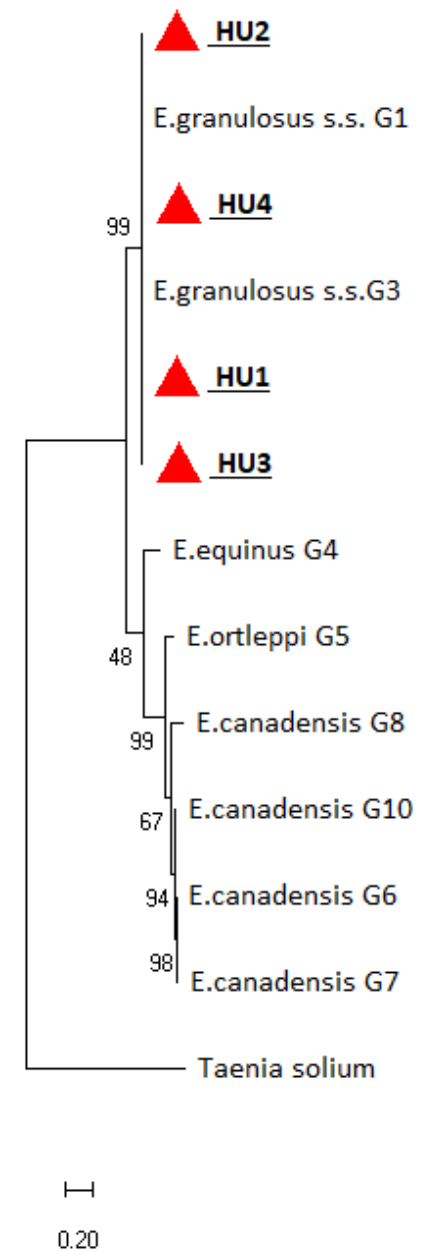 HU2
E.granulosus s.s. G1
HU4
99
E.granulosus s.s.G3
HU1
HU3
E.equinus G4
E.ortleppi G5
48
E.canadensis G8
99
E.canadensis G10
67
E.canadensis G6
94
98
E.canadensis G7
Taenia solium
0.20